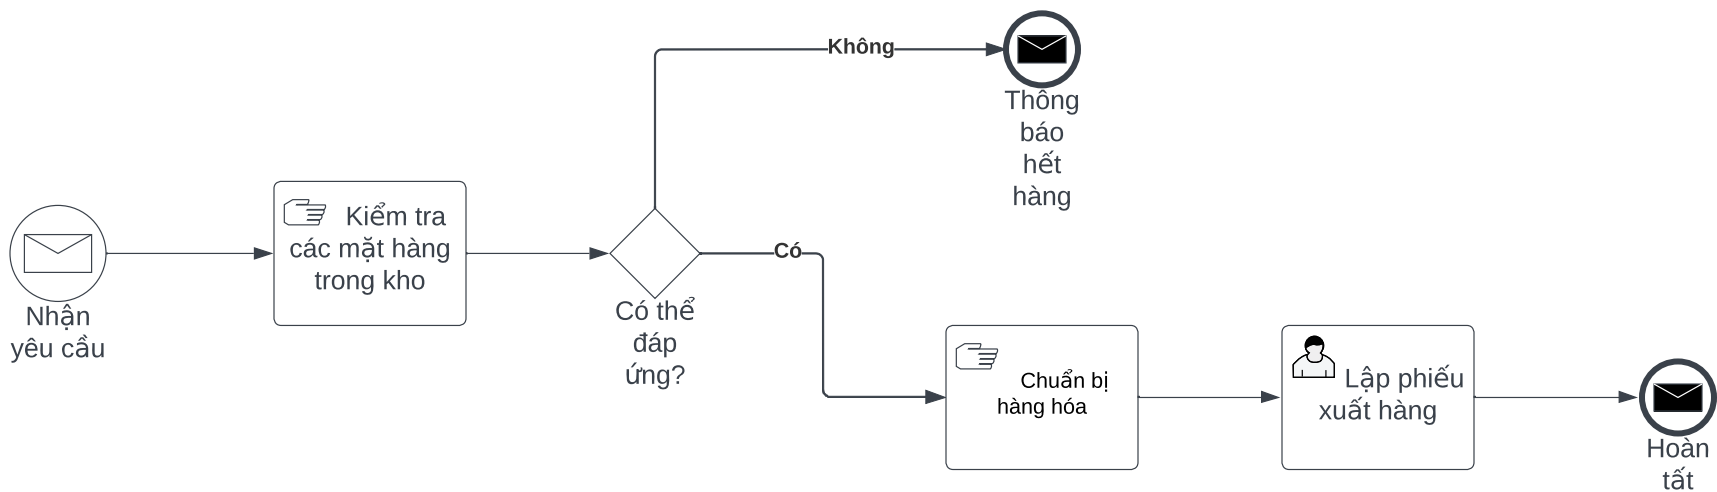 Nhận
yêu cầu
Kiểm tra
các mặt hàng
trong kho
Có thể
đáp
ứng?
Không
Thông
báo
hết
hàng
Có
Chuẩn bị
hàng hóa
Lập phiếu
xuất hàng
Hoàn
tất